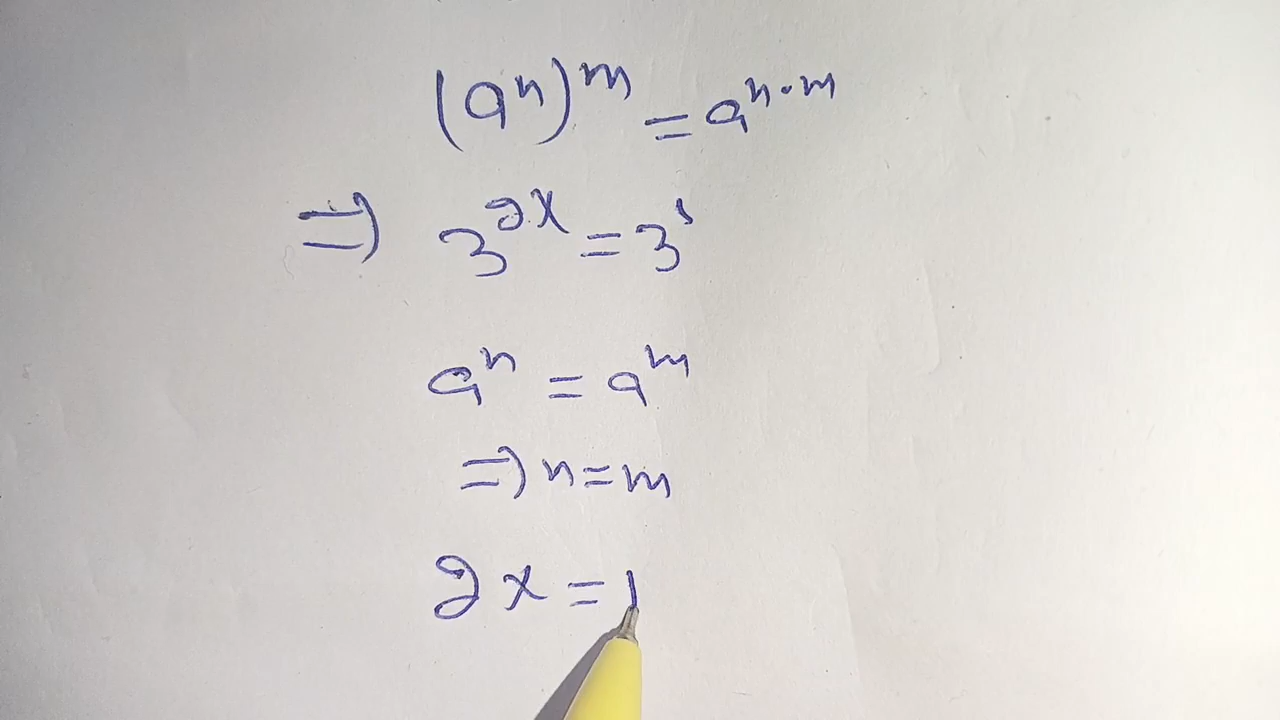 (aⁿ)ᵐ = aⁿ·ᵐ
⇒ 3²ˣ = 3¹
aⁿ = aᵐ
⇒ n = m
2x = 1